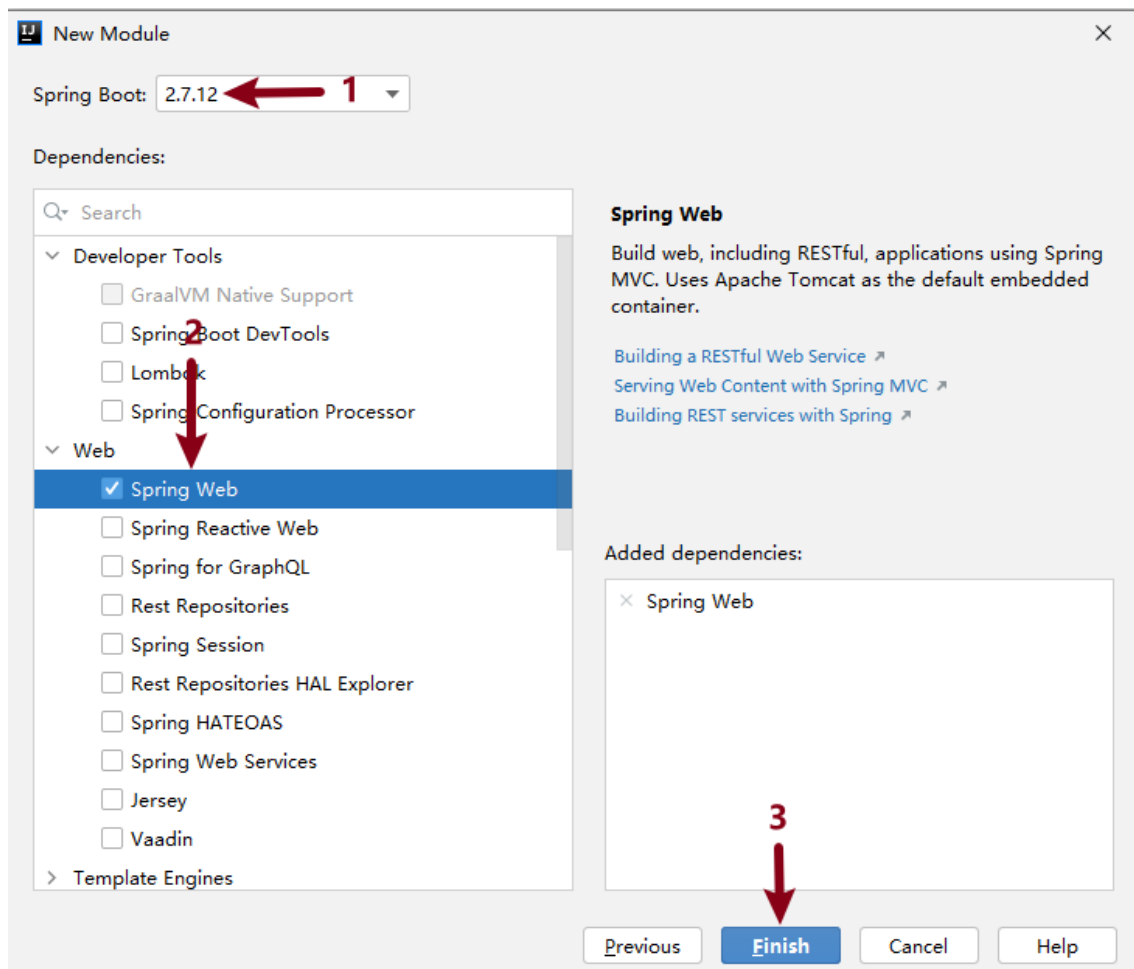 New Module
Spring Boot: 2.7.12 1
Dependencies:
Search
Developer Tools
GraalVM Native Support
2
Spring Boot DevTools
Lombok
Spring Configuration Processor
Web
Spring Web
Spring Reactive Web
Spring for GraphQL
Rest Repositories
Spring Session
Rest Repositories HAL Explorer
Spring HATEOAS
Spring Web Services
Jersey
Vaadin
Template Engines
Spring Web
Build web, including RESTful, applications using Spring
MVC. Uses Apache Tomcat as the default embedded
container.
Building a RESTful Web Service
Serving Web Content with Spring MVC
Building REST services with Spring
Added dependencies:
Spring Web
3
Previous Finish Cancel Help